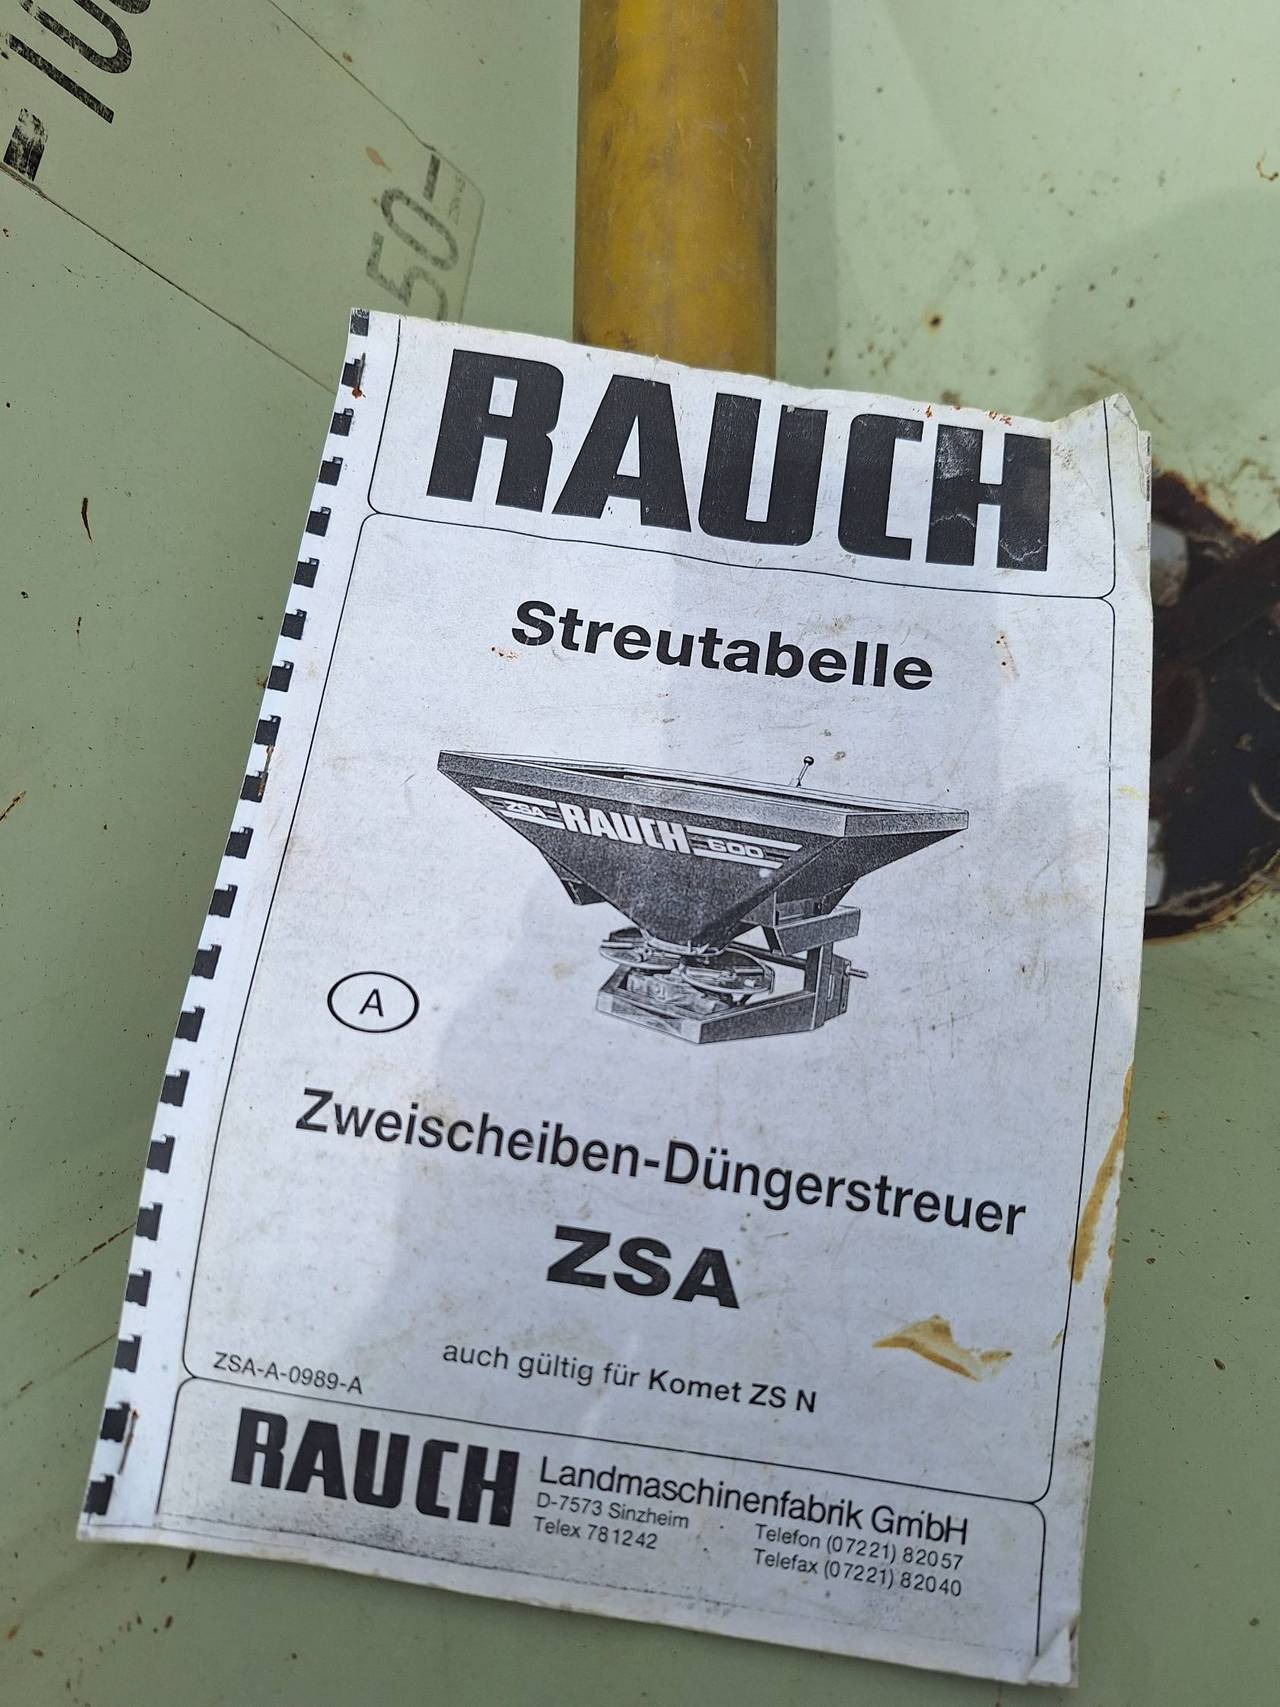 -100
50-
RAUCH
Streutabelle
ZSA RAUCH 600
A
Zweischeiben-Düngerstreuer
ZSA
auch gültig für Komet ZS N
ZSA-A-0989-A
RAUCH
Landmaschinenfabrik GmbH
D-7573 Sinzheim
Telefon (07221) 82057
Telex 781242
Telefax (07221) 82040